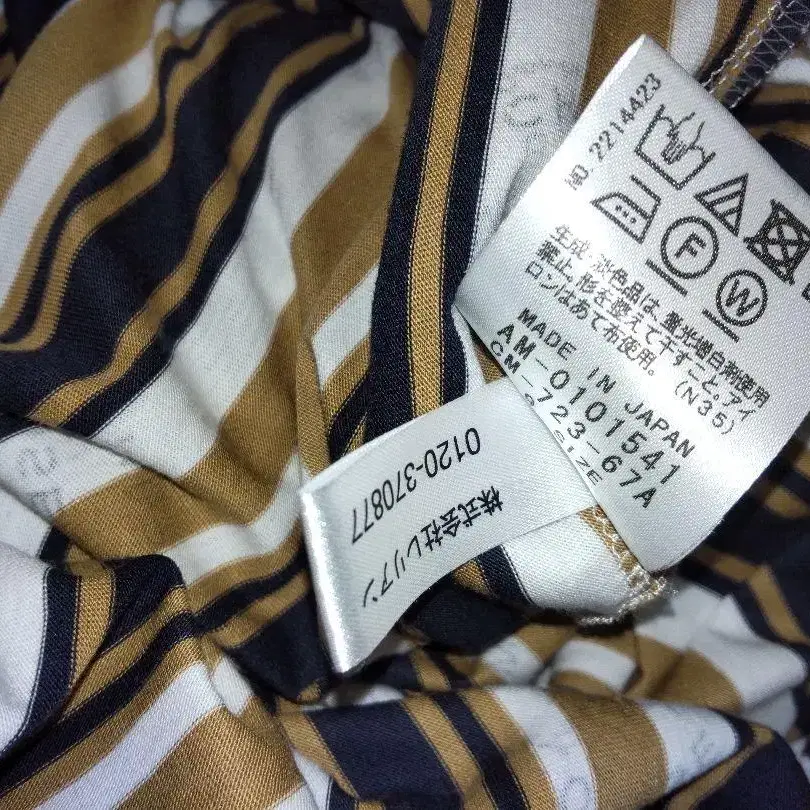 NO.2214423
F
W
生成・淡色品は、蛍光増白剤使用
禁止。形を整えて干すこと。アイ
ロンはあて布使用。(N35)
MADE IN JAPAN
AM-0101541
CM-723-67A
SIZE
0120-370877
株式会社レリアン